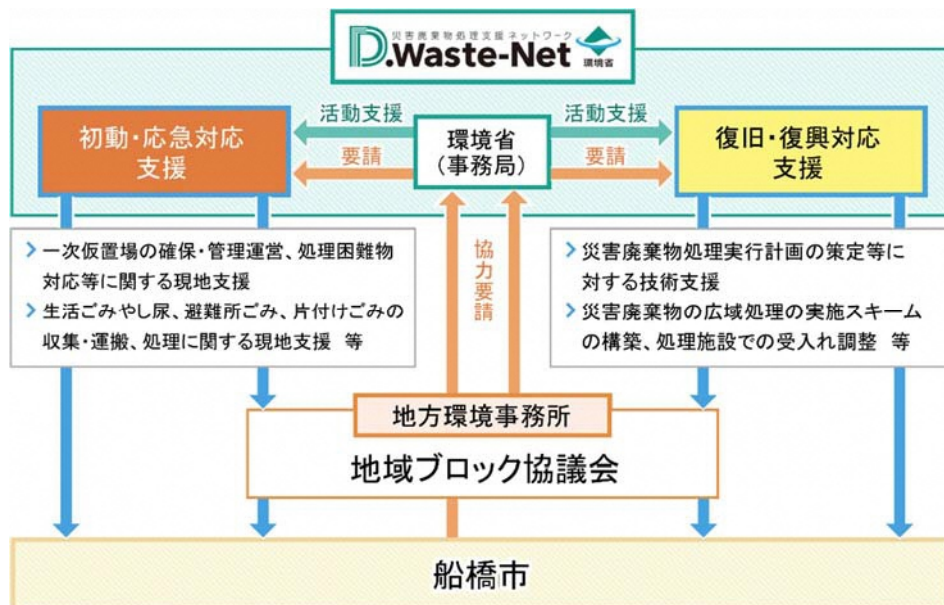 災害廃棄物処理支援ネットワーク
D.Waste-Net
環境省
初動・応急対応
支援
活動支援
要請
環境省
(事務局)
活動支援
要請
復旧・復興対応
支援
一次仮置場の確保・管理運営、処理困難物
対応等に関する現地支援
生活ごみやし尿、避難所ごみ、片付けごみの
収集・運搬、処理に関する現地支援 等
協力要請
災害廃棄物処理実行計画の策定等に
対する技術支援
災害廃棄物の広域処理の実施スキーム
の構築、処理施設での受入れ調整 等
地方環境事務所
地域ブロック協議会
船橋市